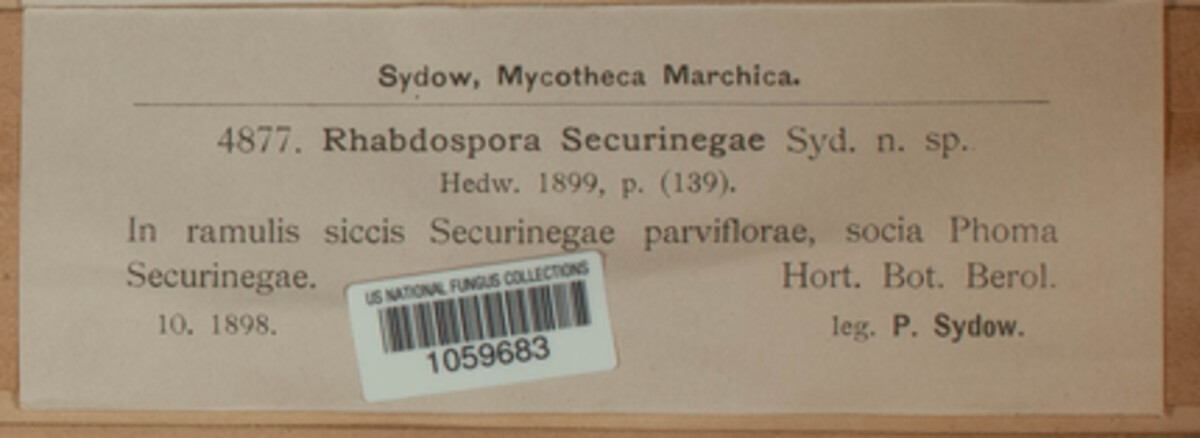 Sydow, Mycotheca Marchica.
4877. Rhabdospora Securinegae Syd. n. sp.
Hedw. 1899, p. (139).
In ramulis siccis Securinegae parviflorae, socia Phoma
Securinegae. Hort. Bot. Berol.
10. 1898. leg. P. Sydow.
US NATIONAL FUNGUS COLLECTIONS
1059683